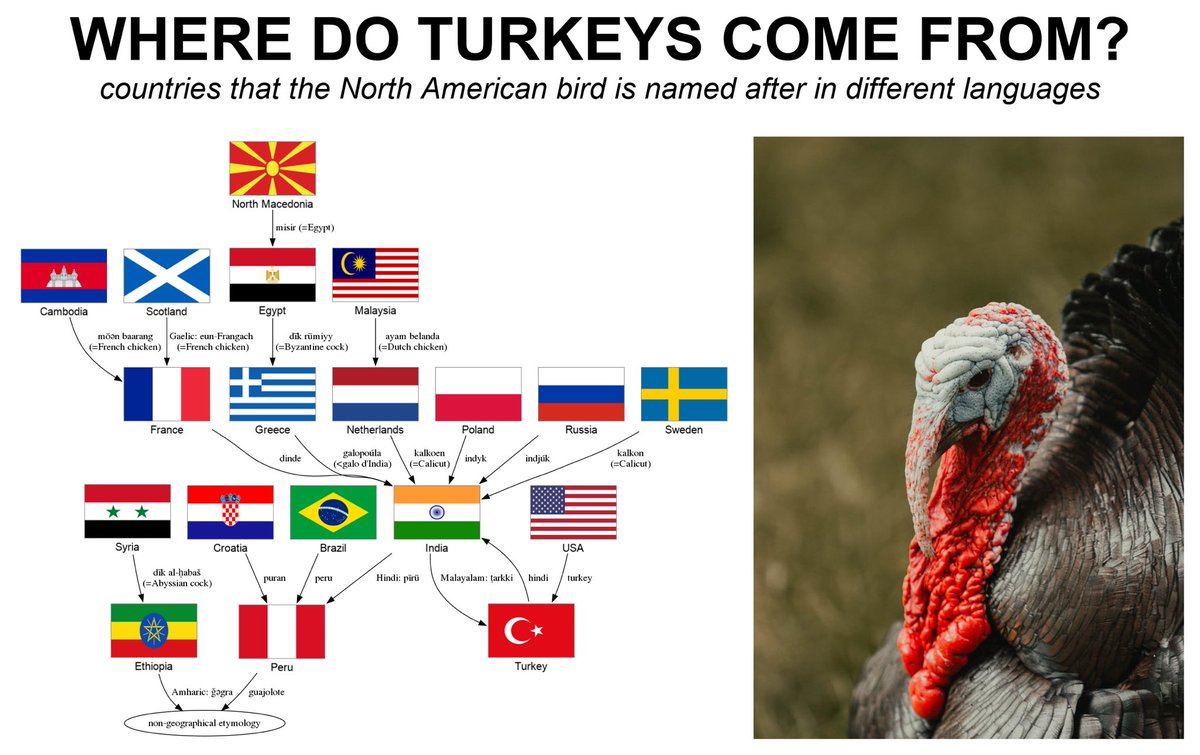 WHERE DO TURKEYS COME FROM?
countries that the North American bird is named after in different languages
North Macedonia
misir (=Egypt)
Cambodia
Scotland
Egypt
Malaysia
möən baarang
(=French chicken)
Gaelic: eun-Frangach
(=French chicken)
dīk rūmiyy
(=Byzantine cock)
ayam belanda
(=Dutch chicken)
France
Greece
Netherlands
Poland
Russia
Sweden
dinde
galopoúla
(<galo d'India)
kalkoen
(=Calicut)
indyk
indjúk
kalkon
(=Calicut)
Syria
Croatia
Brazil
India
USA
dīk al-ḥabaš
(=Abyssian cock)
puran
peru
Hindi: pīrū
Malayalam: ṭarkki
hindi
turkey
Ethiopia
Peru
Turkey
Amharic: ğəgra
guajolote
non-geographical etymology